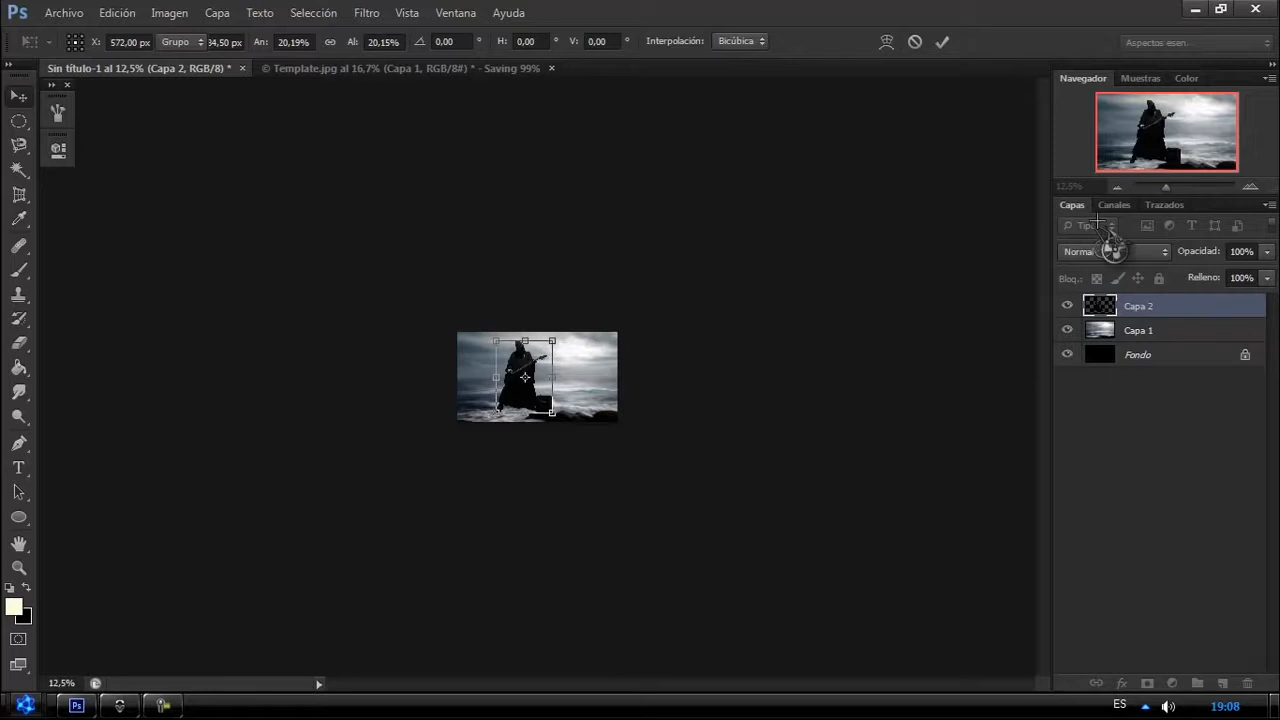 Ps Archivo Edición Imagen Capa Texto Selección Filtro Vista Ventana Ayuda
X: 572,00 px Grupo 34,50 px An: 20,19% Al: 20,15% 0,00 ° H: 0,00 ° V: 0,00 ° Interpolación: Bicúbica Aspectos esen.
Sin título-1 al 12,5% (Capa 2, RGB/8) * × © Template.jpg al 16,7% (Capa 1, RGB/8#) * - Saving 99% ×
Navegador Muestras Color
12,5%
Capas Canales Trazados
Tipo
Normal Opacidad: 100%
Bloq.: Relleno: 100%
Capa 2
Capa 1
Fondo
12,5%
Ps ES 19:08